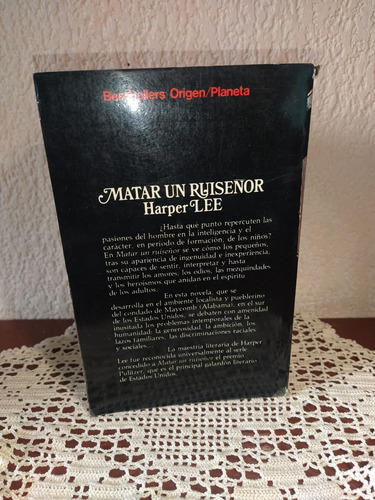 Bestsellers Origen/Planeta
MATAR UN RUISEÑOR
Harper LEE
¿Hasta qué punto repercuten las
pasiones del hombre en la inteligencia y el
carácter, en período de formación, de los niños?
En Matar un ruiseñor se ve cómo los pequeños,
tras su apariencia de ingenuidad e inexperiencia,
son capaces de sentir, interpretar y hasta
transmitir los amores, los odios, las mezquindades
y los heroísmos que anidan en el espíritu
de los adultos.
En esta novela, que se
desarrolla en el ambiente localista y pueblerino
del condado de Maycomb (Alabama), en el sur
de los Estados Unidos, se debaten con amenidad
inusitada los problemas intemporales de la
humanidad: la generosidad, la ambición, los
lazos familiares, las discriminaciones raciales
y sociales...
La maestría literaria de Harper
Lee fue reconocida universalmente al serle
concedido a Matar un ruiseñor el premio
Pulitzer, que es el principal galardón literario
de Estados Unidos.